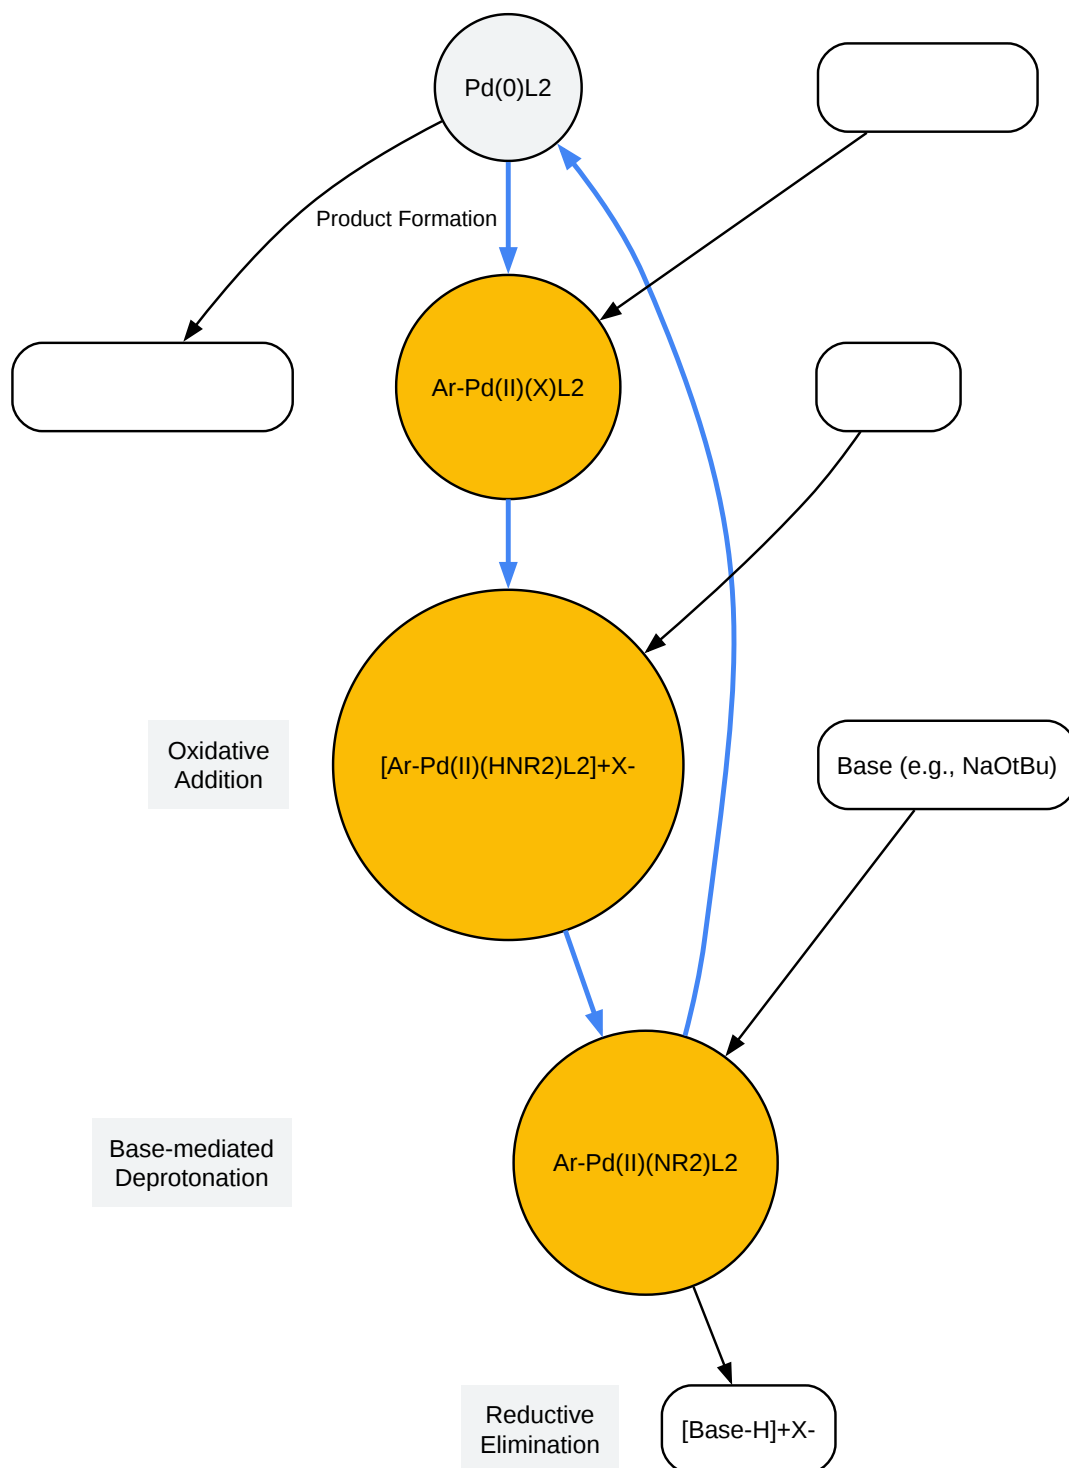 Pd(0)L2
Product Formation
Ar-Pd(II)(X)L2
Oxidative
Addition
[Ar-Pd(II)(HNR2)L2]+X-
Base (e.g., NaOtBu)
Base-mediated
Deprotonation
Ar-Pd(II)(NR2)L2
Reductive
Elimination
[Base-H]+X-